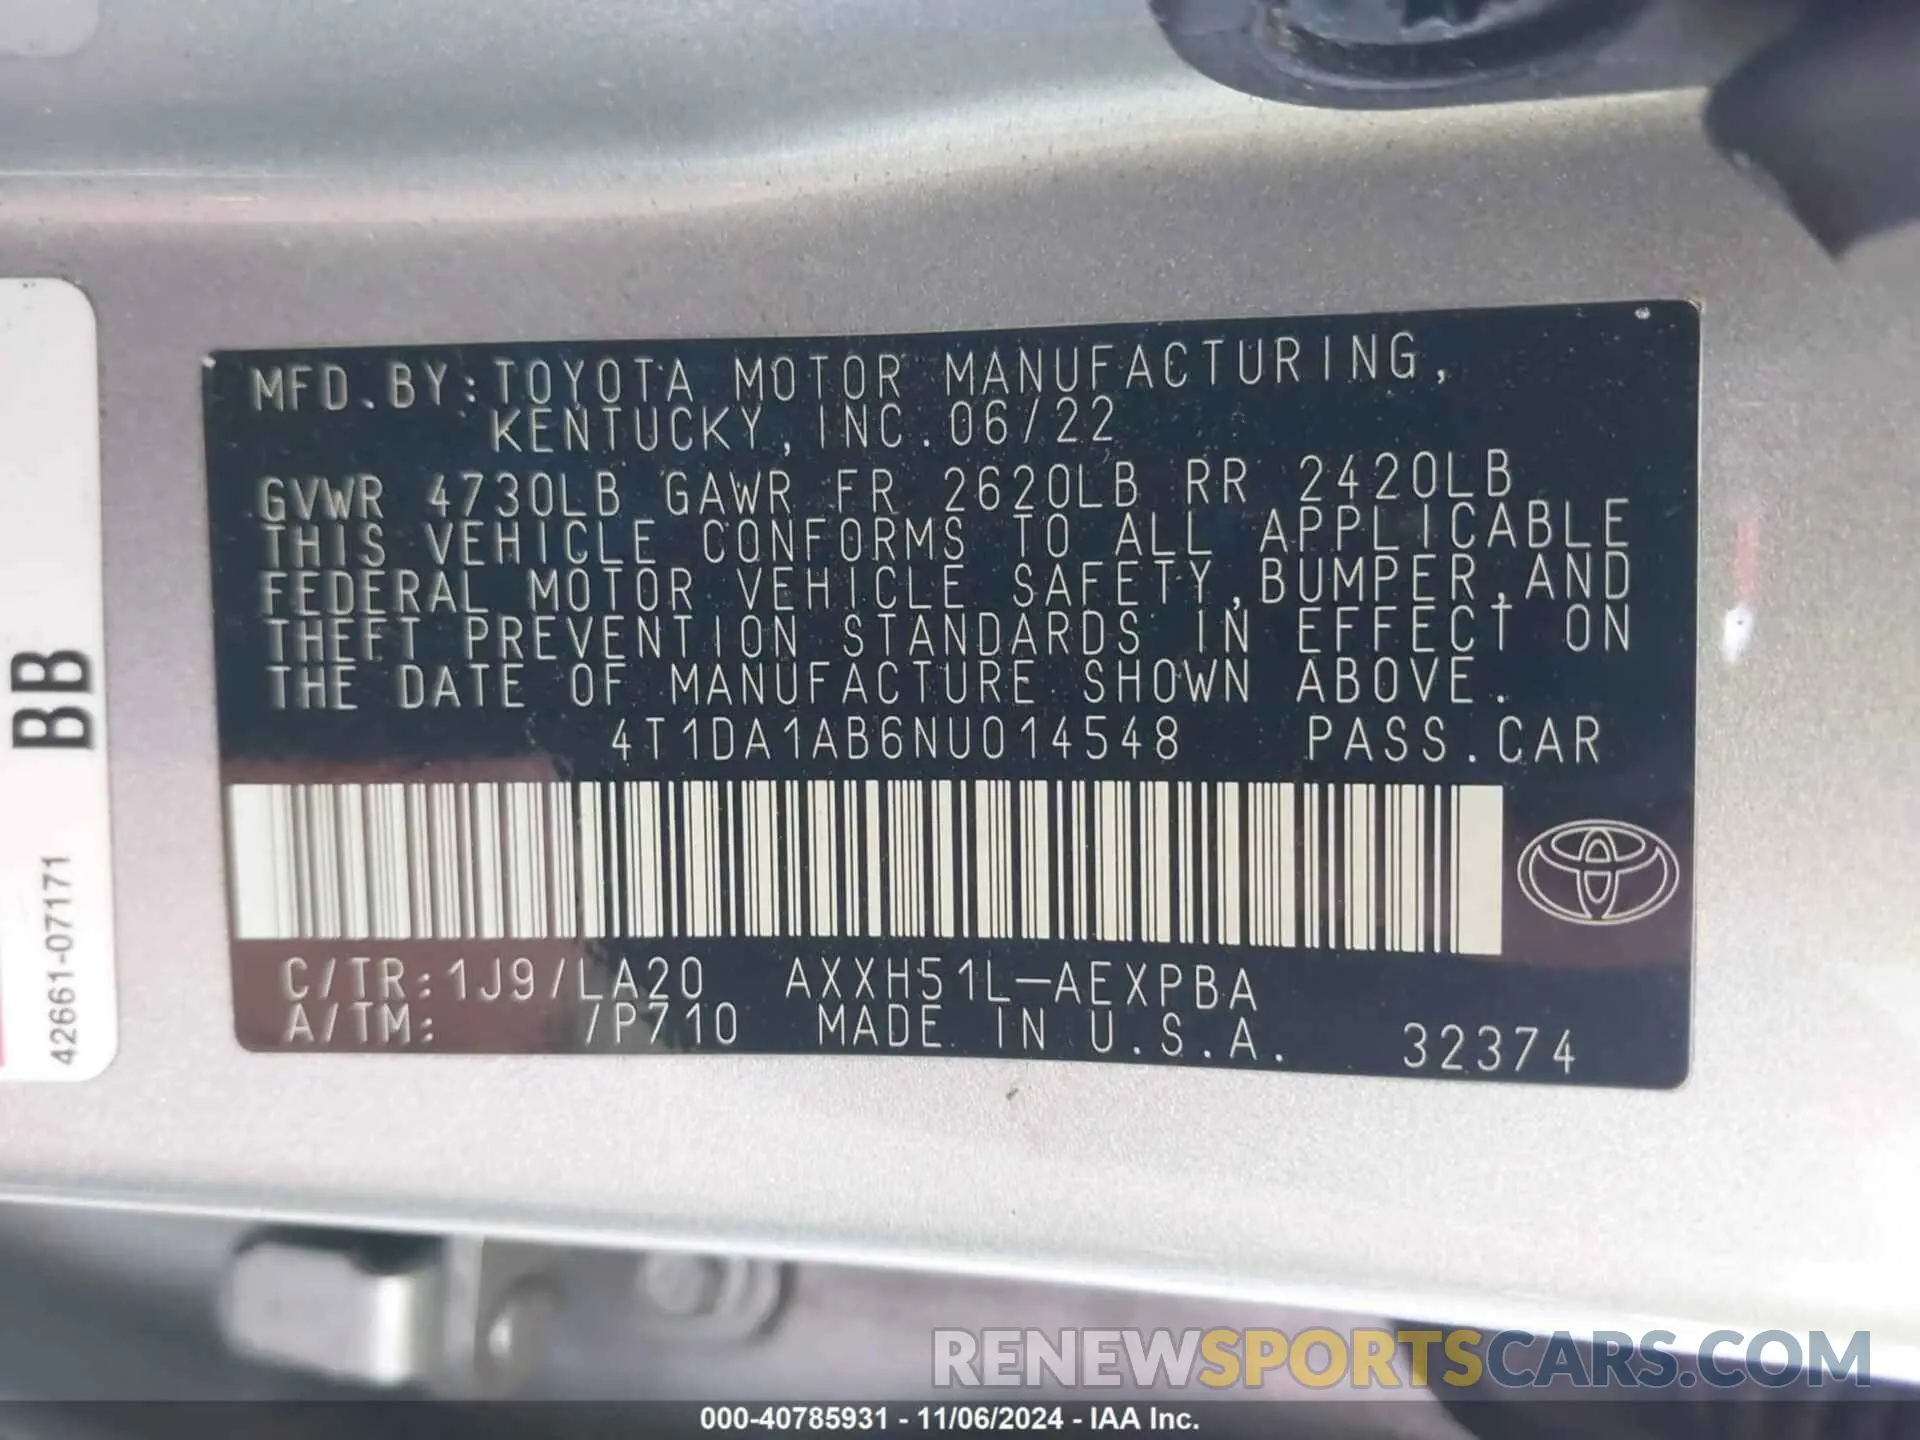 MFD.BY:TOYOTA MOTOR MANUFACTURING,
KENTUCKY, INC. 06/22
GVWR 4730LB GAWR FR 2620LB RR 2420LB
THIS VEHICLE CONFORMS TO ALL APPLICABLE
FEDERAL MOTOR VEHICLE SAFETY,BUMPER,AND
THEFT PREVENTION STANDARDS IN EFFECT ON
THE DATE OF MANUFACTURE SHOWN ABOVE.
4T1DA1AB6NU014548 PASS.CAR
C/TR:1J9/LA20 AXXH51L-AEXPBA
A/TM: /P710 MADE IN U.S.A. 32374
BB
42661-07171
RENEWSPORTSCARS.COM
000-40785931 - 11/06/2024 - IAA Inc.